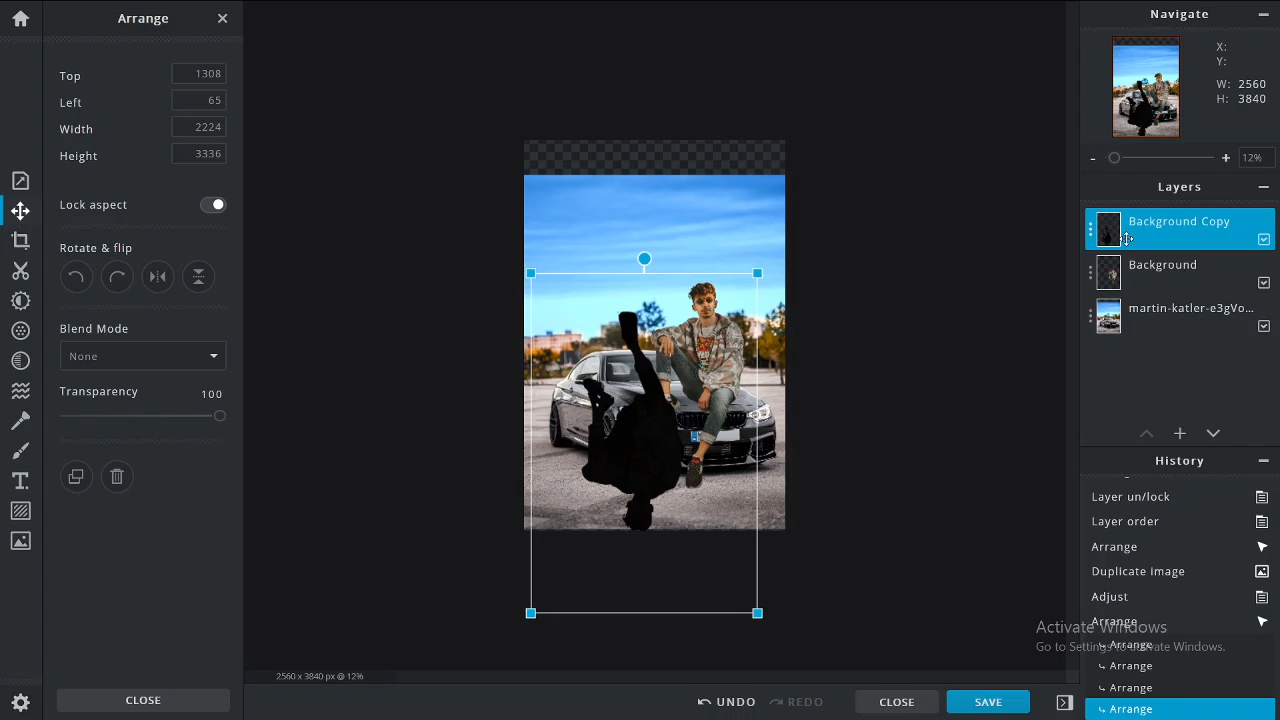 Arrange
Top
1308
Left
65
Width
2224
Height
3336
Lock aspect
Rotate & flip
Blend Mode
None
Transparency
100
CLOSE
2560 x 3840 px @ 12%
UNDO
REDO
CLOSE
SAVE
Navigate
X:
Y:
W: 2560
H: 3840
-
+
12%
Layers
Background Copy
Background
martin-katler-e3gVo...
History
Layer un/lock
Layer order
Arrange
Duplicate image
Adjust
Arrange
Arrange
Arrange
Arrange
Arrange
Activate Windows
Go to Settings to activate Windows.